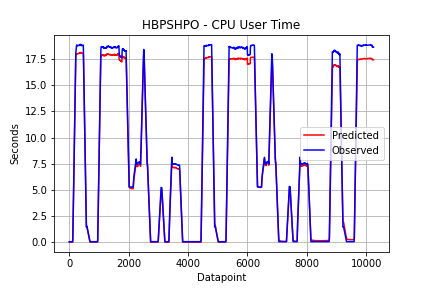 HBPSHPO - CPU User Time
Seconds
17.5
15.0
12.5
10.0
7.5
5.0
2.5
0.0
Predicted
Observed
0 2000 4000 6000 8000 10000
Datapoint